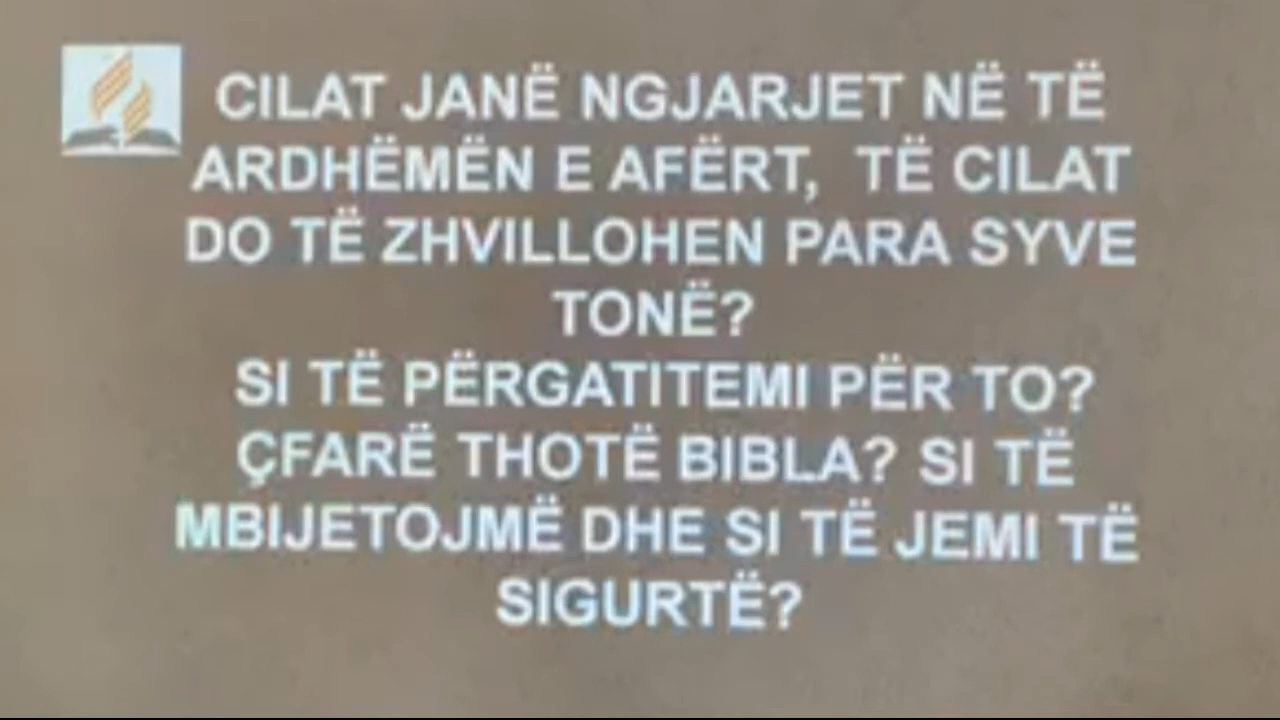 CILAT JANË NGJARJET NË TË
ARDHËMËN E AFËRT, TË CILAT
DO TË ZHVILLOHEN PARA SYVE
TONË?
SI TË PËRGATITEMI PËR TO?
ÇFARË THOTË BIBLA? SI TË
MBIJETOJMË DHE SI TË JEMI TË
SIGURTË?